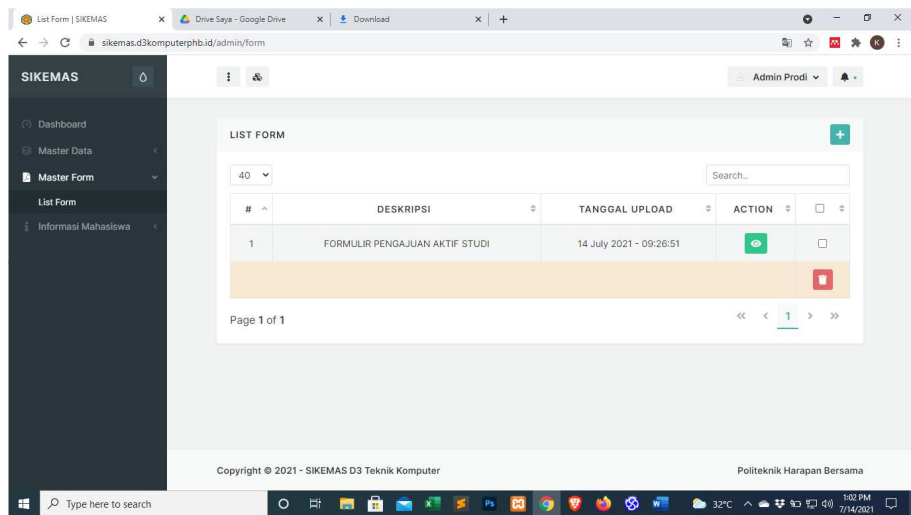 List Form | SIKEMAS
Drive Saya - Google Drive
Download
sikemas.d3komputerphb.id/admin/form
K
SIKEMAS
Admin Prodi
Dashboard
Master Data
Master Form
List Form
Informasi Mahasiswa
LIST FORM
40
Search..
# DESKRIPSI TANGGAL UPLOAD ACTION
1 FORMULIR PENGAJUAN AKTIF STUDI 14 July 2021 - 09:26:51
Page 1 of 1
« < 1 > »
Copyright © 2021 - SIKEMAS D3 Teknik Komputer
Politeknik Harapan Bersama
Type here to search
Ps
32°C
1:02 PM
7/14/2021